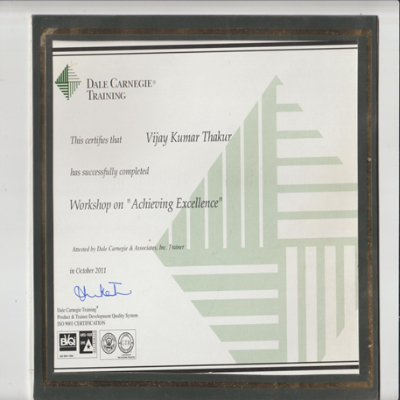 DALE CARNEGIE®
TRAINING
This certifies that Vijay Kumar Thakur
has successfully completed
Workshop on "Achieving Excellence"
Attested by Dale Carnegie & Associates, Inc. Trainer
in October 2011
Dale Carnegie Training®
Product & Trainer Development Quality System
ISO 9001 CERTIFICATION
BVQI